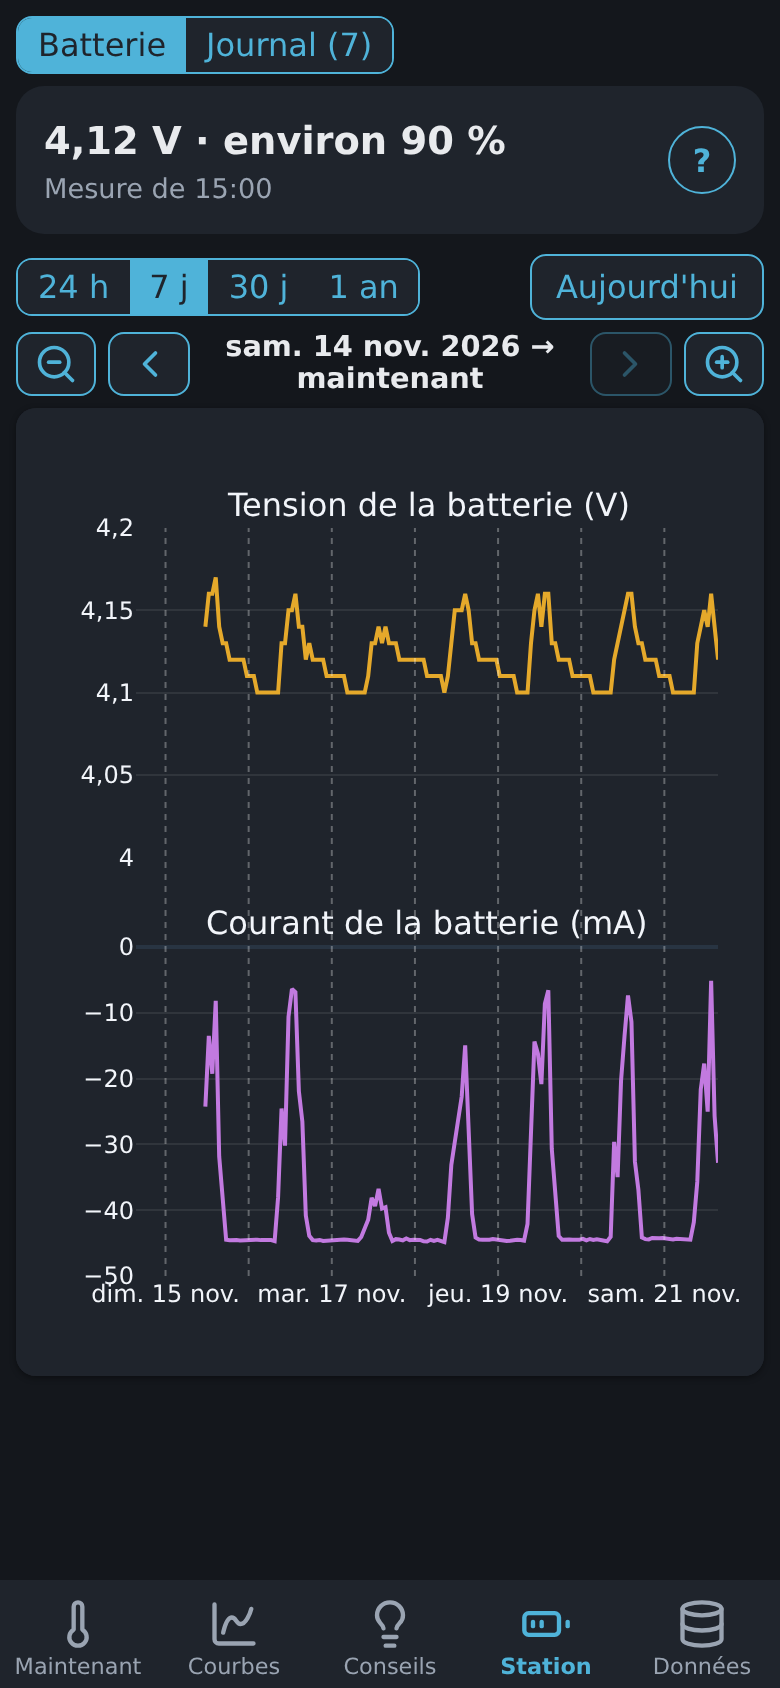 Batterie
Journal (7)
4,12 V · environ 90 %
Mesure de 15:00
?
24 h
7 j
30 j
1 an
Aujourd'hui
sam. 14 nov. 2026 →
maintenant
Tension de la batterie (V)
4,2
4,15
4,1
4,05
4
Courant de la batterie (mA)
0
−10
−20
−30
−40
−50
dim. 15 nov.
mar. 17 nov.
jeu. 19 nov.
sam. 21 nov.
Maintenant
Courbes
Conseils
Station
Données